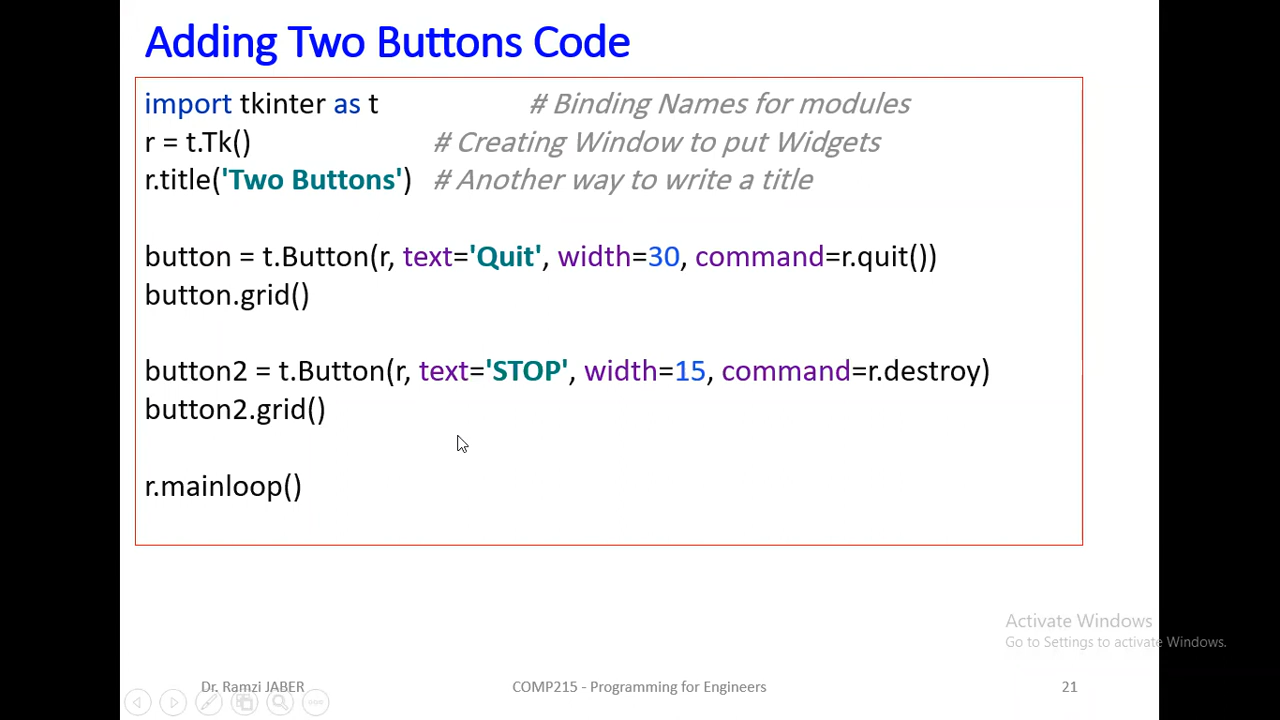 Adding Two Buttons Code
import tkinter as t # Binding Names for modules
r = t.Tk() # Creating Window to put Widgets
r.title('Two Buttons') # Another way to write a title
button = t.Button(r, text='Quit', width=30, command=r.quit())
button.grid()
button2 = t.Button(r, text='STOP', width=15, command=r.destroy)
button2.grid()
r.mainloop()
Activate Windows
Go to Settings to activate Windows.
Dr. Ramzi JABER COMP215 - Programming for Engineers 21